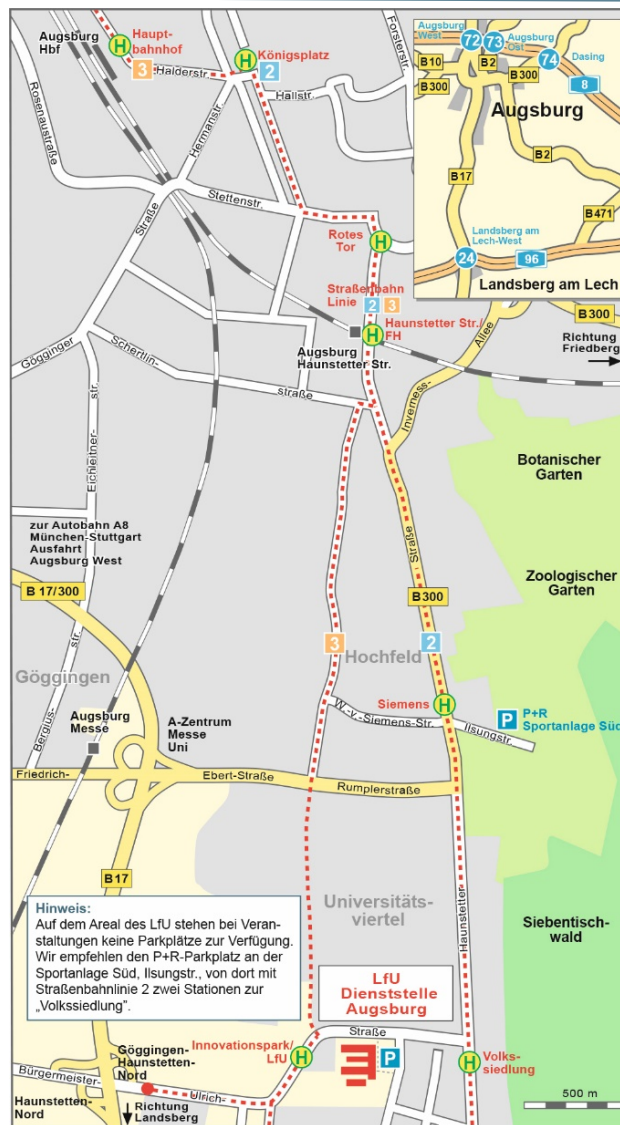 Augsburg
Hbf
Haupt-
bahnhof
3
Halderstr.
Königsplatz
2
Hallstr.
Forsterstr.
Rosenaustraße
Hermanstr.
Stettenstr.
Straße
Gögginger
Rotes
Tor
Straßenbahn
Linie
2 3
Haunstetter Str./
FH
Augsburg
Haunstetter Str.
Schertlin-
straße
Inverness-
Allee
Augsburg
West
72
73
Augsburg
Ost
74
Dasing
8
B10
B300
B2
B300
Augsburg
B2
B17
B471
Landsberg am
Lech-West
24
96
Landsberg am Lech
B300
Richtung
Friedberg
Eichleitner-
str.
Botanischer
Garten
zur Autobahn A8
München-Stuttgart
Ausfahrt
Augsburg West
B 17/300
Straße
B300
Zoologischer
Garten
3
Hochfeld
2
Göggingen
Bergius-
str.
Augsburg
Messe
A-Zentrum
Messe
Uni
Siemens
W.-v.-Siemens-Str.
Ilsungstr.
P
P+R
Sportanlage Süd
Friedrich-
Ebert-Straße
Rumplerstraße
B17
Haunstetter
Universitäts-
viertel
Siebentisch-
wald
Hinweis:
Auf dem Areal des LfU stehen bei Veran-
staltungen keine Parkplätze zur Verfügung.
Wir empfehlen den P+R-Parkplatz an der
Sportanlage Süd, Ilsungstr., von dort mit
Straßenbahnlinie 2 zwei Stationen zur
„Volkssiedlung".
LfU
Dienststelle
Augsburg
Straße
Innovationspark/
LfU
P
H
Volks-
siedlung
Göggingen-
Haunstetten-
Nord
Bürgermeister-
Ulrich-
Haunstetten-
Nord
Richtung
Landsberg
500 m